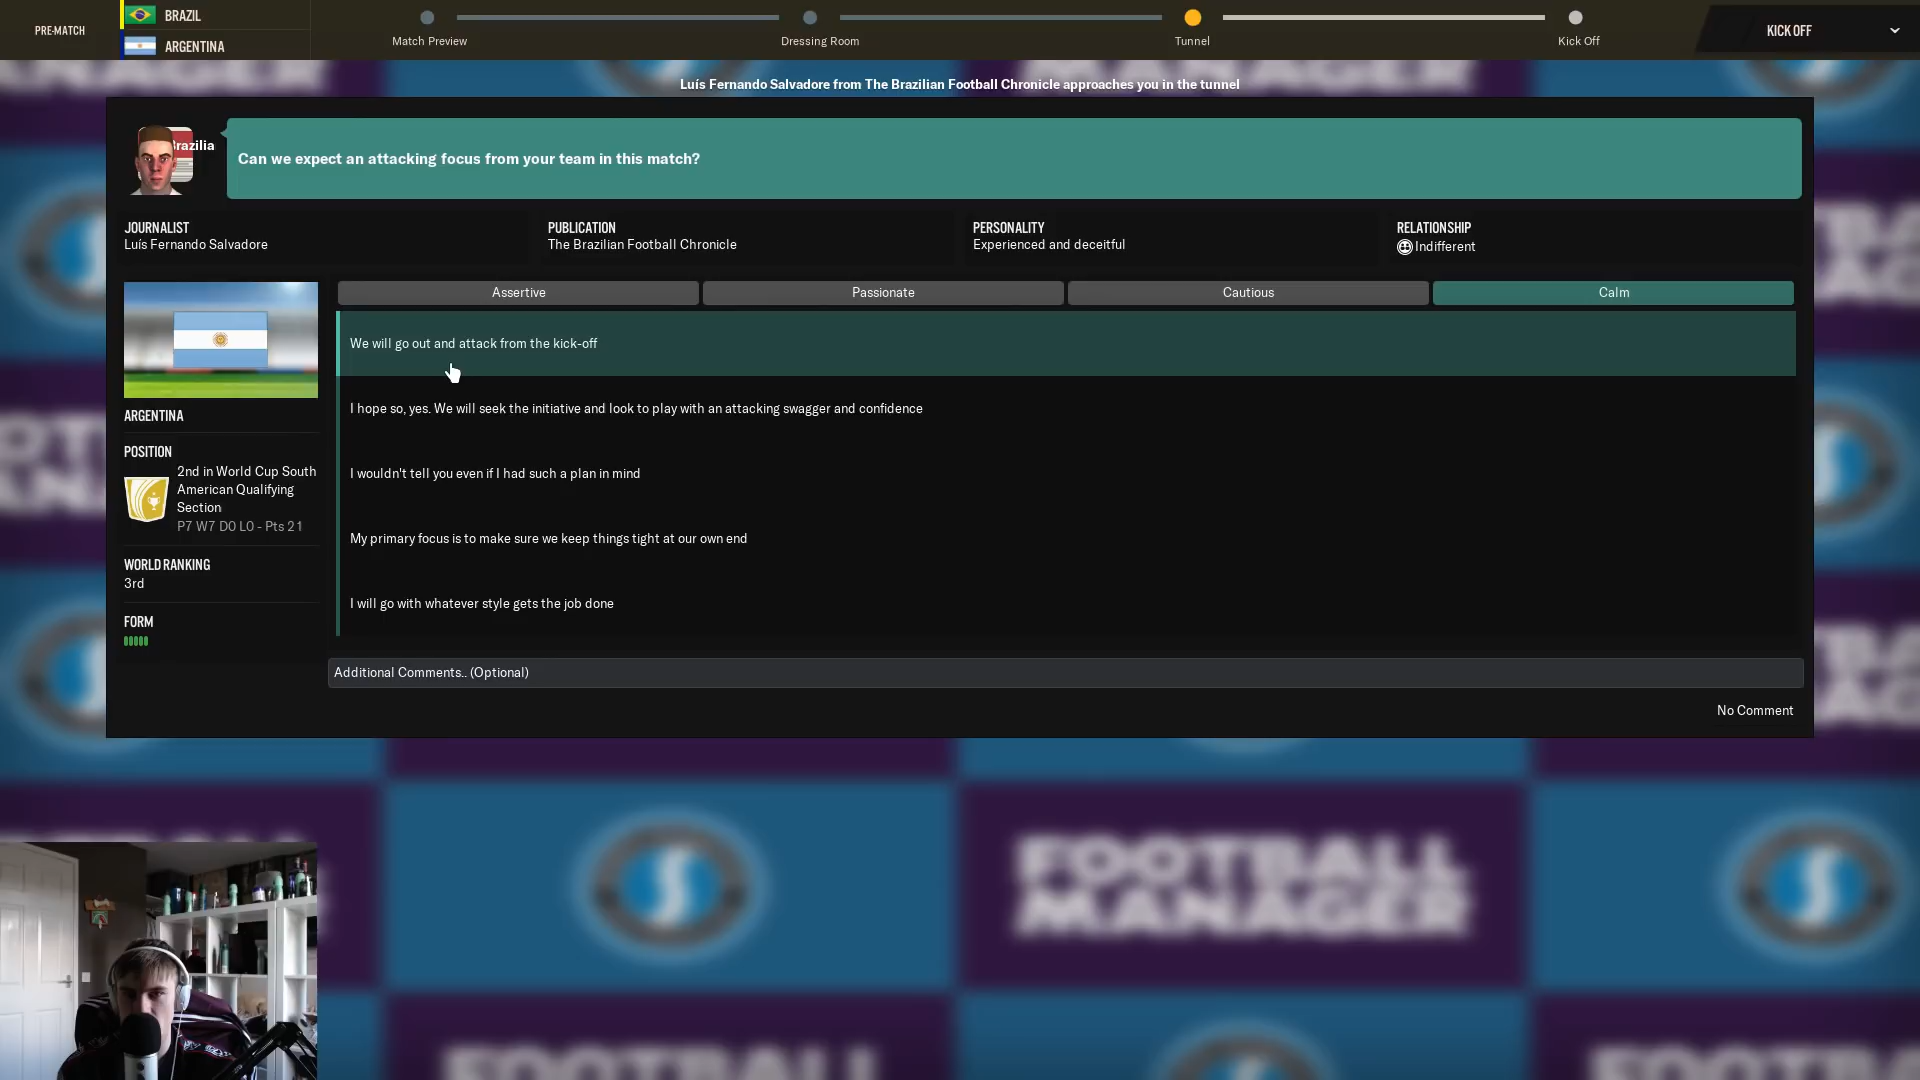 PRE-MATCH
BRAZIL
ARGENTINA
Match Preview
Dressing Room
Tunnel
Kick Off
KICK OFF
Luís Fernando Salvadore from The Brazilian Football Chronicle approaches you in the tunnel
Can we expect an attacking focus from your team in this match?
JOURNALIST
Luís Fernando Salvadore
PUBLICATION
The Brazilian Football Chronicle
PERSONALITY
Experienced and deceitful
RELATIONSHIP
Indifferent
Assertive
Passionate
Cautious
Calm
We will go out and attack from the kick-off
I hope so, yes. We will seek the initiative and look to play with an attacking swagger and confidence
I wouldn't tell you even if I had such a plan in mind
My primary focus is to make sure we keep things tight at our own end
I will go with whatever style gets the job done
ARGENTINA
POSITION
2nd in World Cup South
American Qualifying
Section
P7 W7 D0 L0 - Pts 21
WORLD RANKING
3rd
FORM
Additional Comments.. (Optional)
No Comment
FOOTBALL
MANAGER